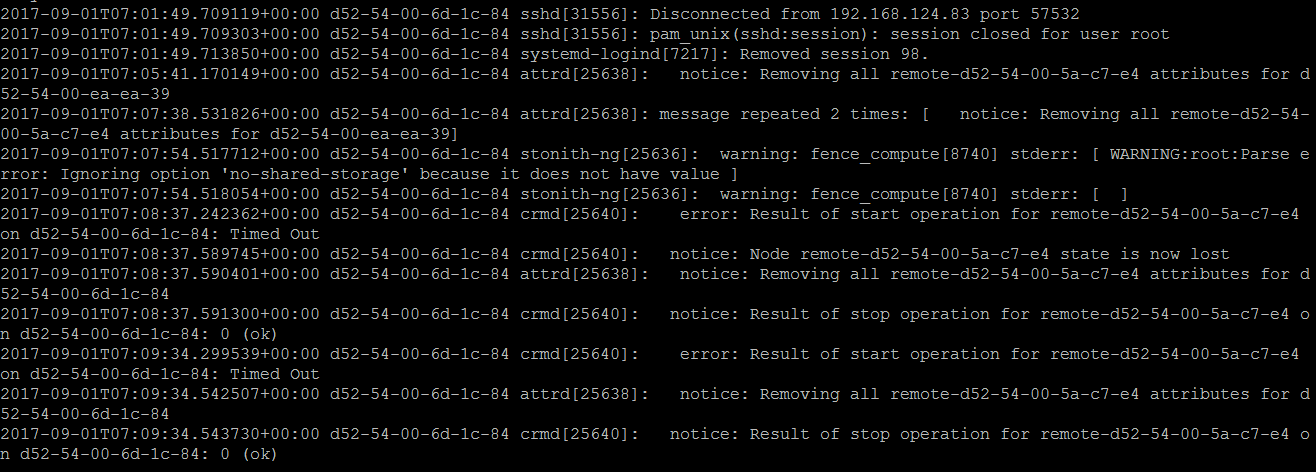 2017-09-01T07:01:49.709119+00:00 d52-54-00-6d-1c-84 sshd[31556]: Disconnected from 192.168.124.83 port 57532
2017-09-01T07:01:49.709303+00:00 d52-54-00-6d-1c-84 sshd[31556]: pam_unix(sshd:session): session closed for user root
2017-09-01T07:01:49.713850+00:00 d52-54-00-6d-1c-84 systemd-logind[7217]: Removed session 98.
2017-09-01T07:05:41.170149+00:00 d52-54-00-6d-1c-84 attrd[25638]:   notice: Removing all remote-d52-54-00-5a-c7-e4 attributes for d
52-54-00-ea-ea-39
2017-09-01T07:07:38.531826+00:00 d52-54-00-6d-1c-84 attrd[25638]: message repeated 2 times: [   notice: Removing all remote-d52-54-
00-5a-c7-e4 attributes for d52-54-00-ea-ea-39]
2017-09-01T07:07:54.517712+00:00 d52-54-00-6d-1c-84 stonith-ng[25636]:  warning: fence_compute[8740] stderr: [ WARNING:root:Parse e
rror: Ignoring option 'no-shared-storage' because it does not have value ]
2017-09-01T07:07:54.518054+00:00 d52-54-00-6d-1c-84 stonith-ng[25636]:  warning: fence_compute[8740] stderr: [  ]
2017-09-01T07:08:37.242362+00:00 d52-54-00-6d-1c-84 crmd[25640]:    error: Result of start operation for remote-d52-54-00-5a-c7-e4
on d52-54-00-6d-1c-84: Timed Out
2017-09-01T07:08:37.589745+00:00 d52-54-00-6d-1c-84 crmd[25640]:   notice: Node remote-d52-54-00-5a-c7-e4 state is now lost
2017-09-01T07:08:37.590401+00:00 d52-54-00-6d-1c-84 attrd[25638]:   notice: Removing all remote-d52-54-00-5a-c7-e4 attributes for d
52-54-00-6d-1c-84
2017-09-01T07:08:37.591300+00:00 d52-54-00-6d-1c-84 crmd[25640]:   notice: Result of stop operation for remote-d52-54-00-5a-c7-e4 o
n d52-54-00-6d-1c-84: 0 (ok)
2017-09-01T07:09:34.299539+00:00 d52-54-00-6d-1c-84 crmd[25640]:    error: Result of start operation for remote-d52-54-00-5a-c7-e4
on d52-54-00-6d-1c-84: Timed Out
2017-09-01T07:09:34.542507+00:00 d52-54-00-6d-1c-84 attrd[25638]:   notice: Removing all remote-d52-54-00-5a-c7-e4 attributes for d
52-54-00-6d-1c-84
2017-09-01T07:09:34.543730+00:00 d52-54-00-6d-1c-84 crmd[25640]:   notice: Result of stop operation for remote-d52-54-00-5a-c7-e4 o
n d52-54-00-6d-1c-84: 0 (ok)